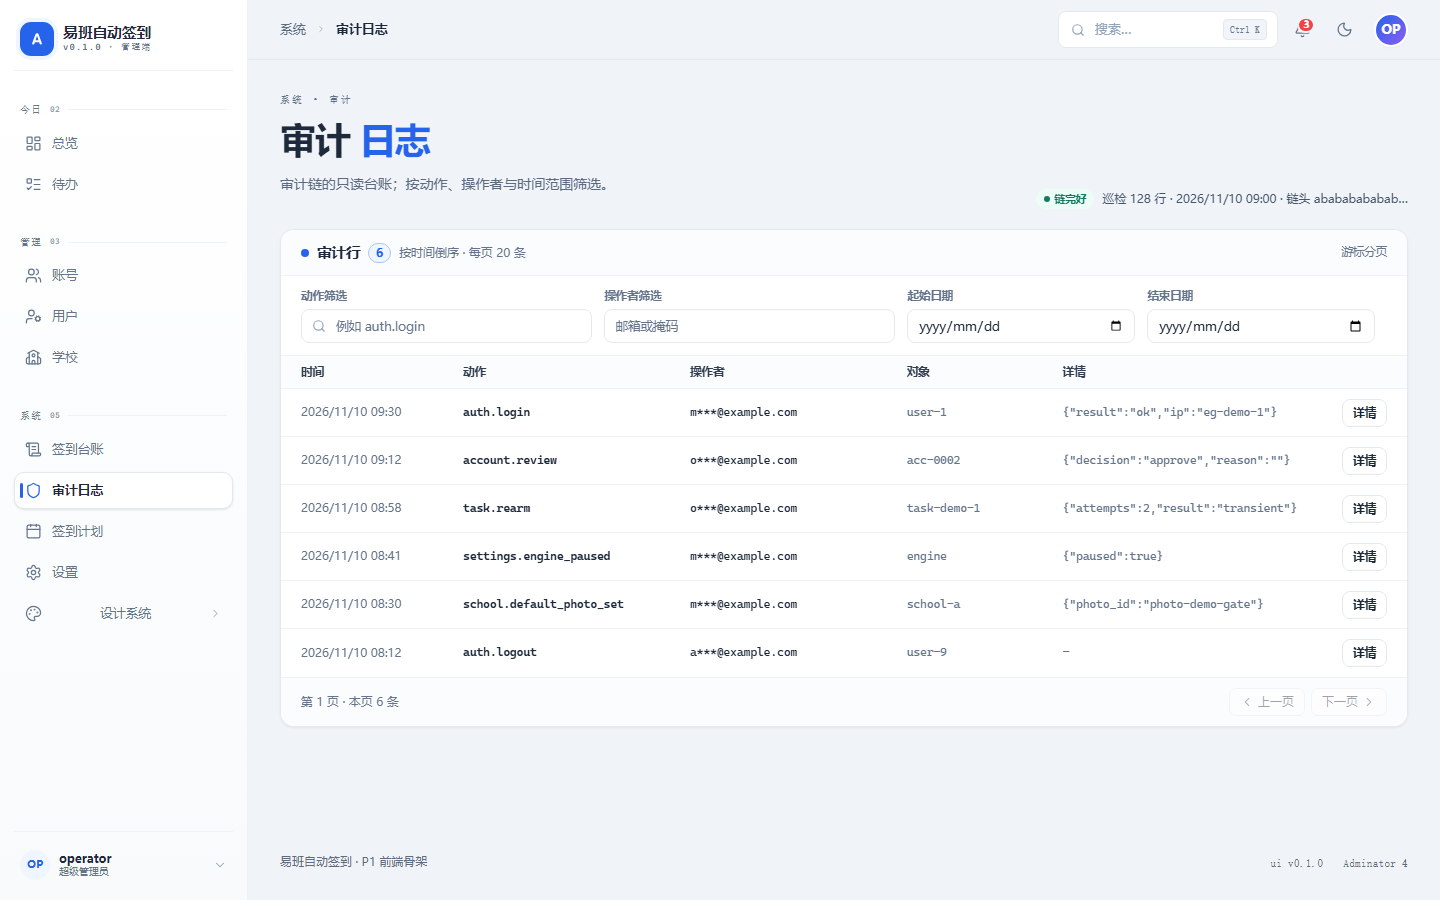 A
易班自动签到
v0.1.0 · 管理端
今日 02
总览
待办
管理 03
账号
用户
学校
系统 05
签到台账
审计日志
签到计划
设置
设计系统
OP
operator
超级管理员
系统
审计日志
搜索...
Ctrl K
3
OP
系统 · 审计
审计 日志
审计链的只读台账；按动作、操作者与时间范围筛选。
链完好 巡检 128 行 · 2026/11/10 09:00 · 链头 abababababab...
审计行 6 按时间倒序 · 每页 20 条 游标分页
动作筛选 操作者筛选 起始日期 结束日期
例如 auth.login 邮箱或掩码 yyyy/mm/dd yyyy/mm/dd
时间 动作 操作者 对象 详情
2026/11/10 09:30 auth.login m***@example.com user-1 {"result":"ok","ip":"eg-demo-1"} 详情
2026/11/10 09:12 account.review o***@example.com acc-0002 {"decision":"approve","reason":""} 详情
2026/11/10 08:58 task.rearm o***@example.com task-demo-1 {"attempts":2,"result":"transient"} 详情
2026/11/10 08:41 settings.engine_paused m***@example.com engine {"paused":true} 详情
2026/11/10 08:30 school.default_photo_set m***@example.com school-a {"photo_id":"photo-demo-gate"} 详情
2026/11/10 08:12 auth.logout a***@example.com user-9 — 详情
第 1 页 · 本页 6 条 上一页 下一页
易班自动签到 · P1 前端骨架 ui v0.1.0 Adminator 4